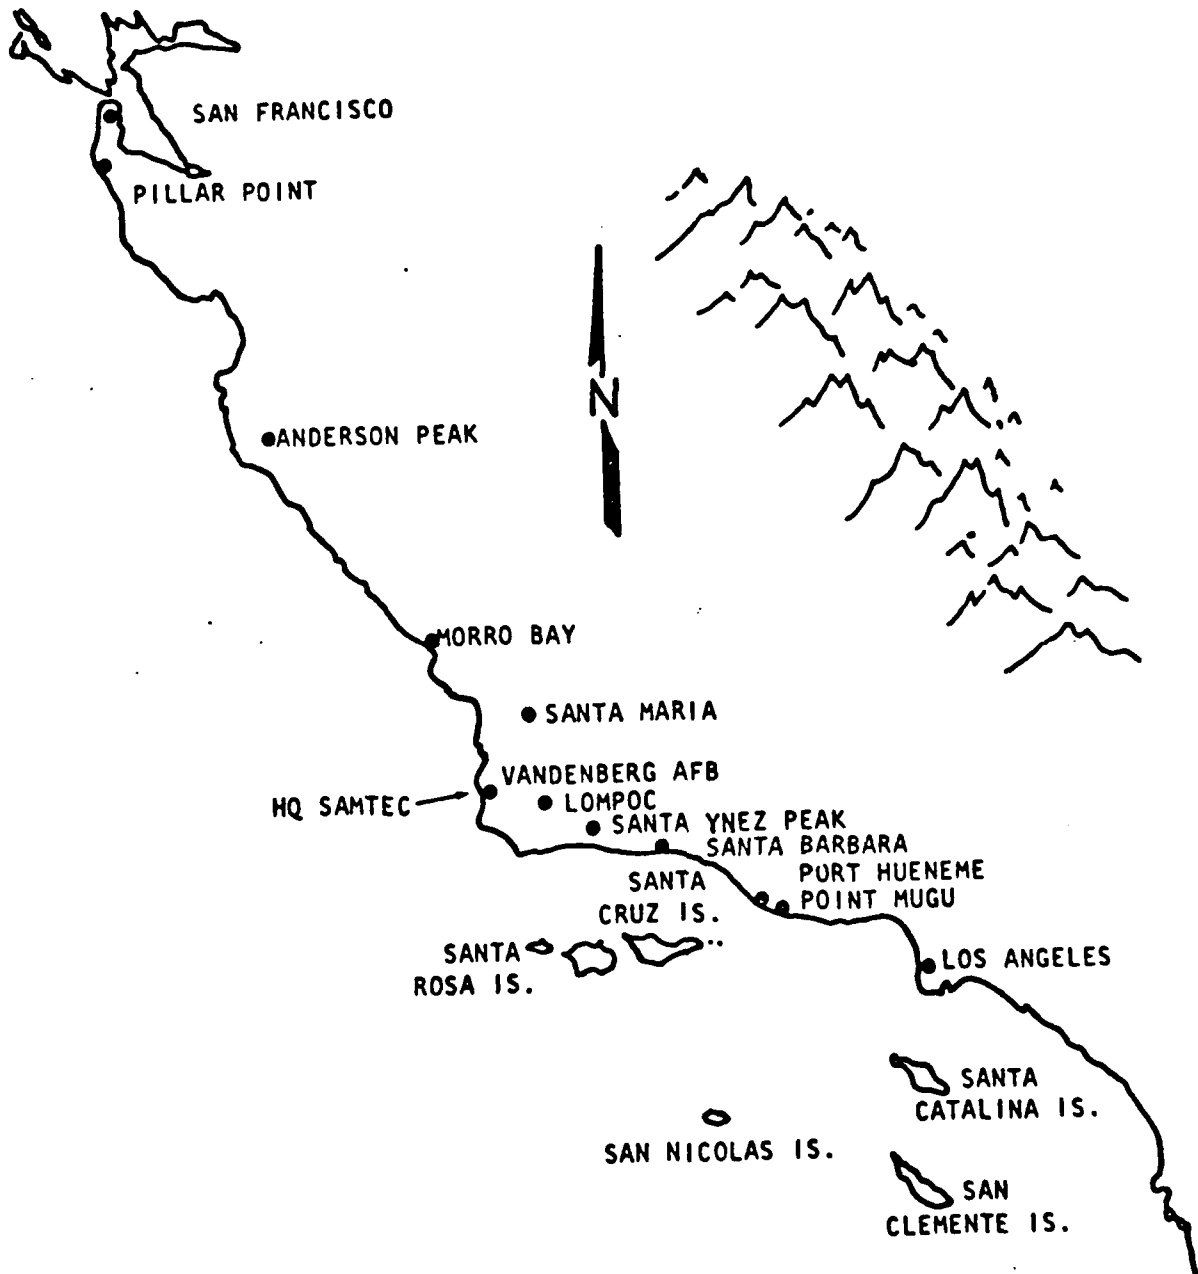 SAN FRANCISCO
PILLAR POINT
N
ANDERSON PEAK
MORRO BAY
SANTA MARIA
VANDENBERG AFB
HQ SAMTEC
LOMPOC
SANTA YNEZ PEAK
SANTA BARBARA
PORT HUENEME
POINT MUGU
SANTA
CRUZ IS.
SANTA
ROSA IS.
LOS ANGELES
SANTA
CATALINA IS.
SAN NICOLAS IS.
SAN
CLEMENTE IS.